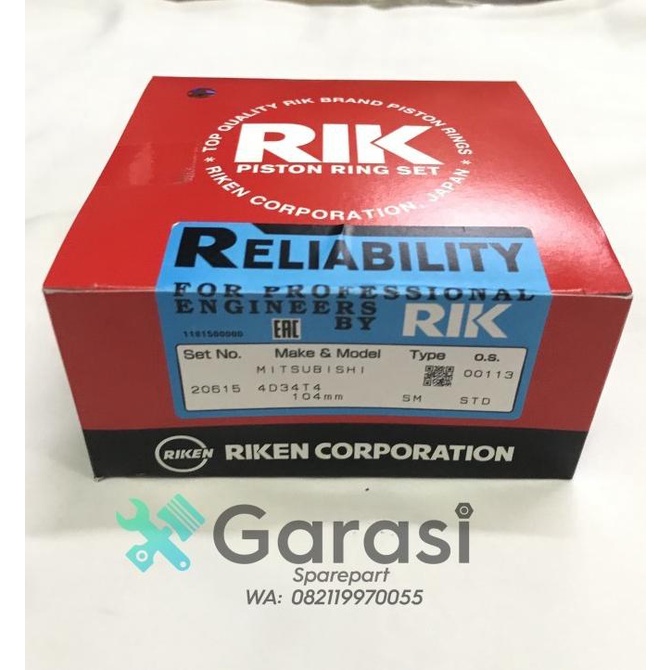 * TOP QUALITY RIK BRAND PISTON RINGS *
RIK
PISTON RING SET
RIKEN CORPORATION, JAPAN
RELIABILITY
FOR PROFESSIONAL
ENGINEERS
BY RIK
1181500000
EAC
Set No. Make & Model Type o.s.
MITSUBISHI 00113
20515 4D34T4
104mm SM STD
RIKEN RIKEN CORPORATION
Garasi
Sparepart
WA: 082119970055